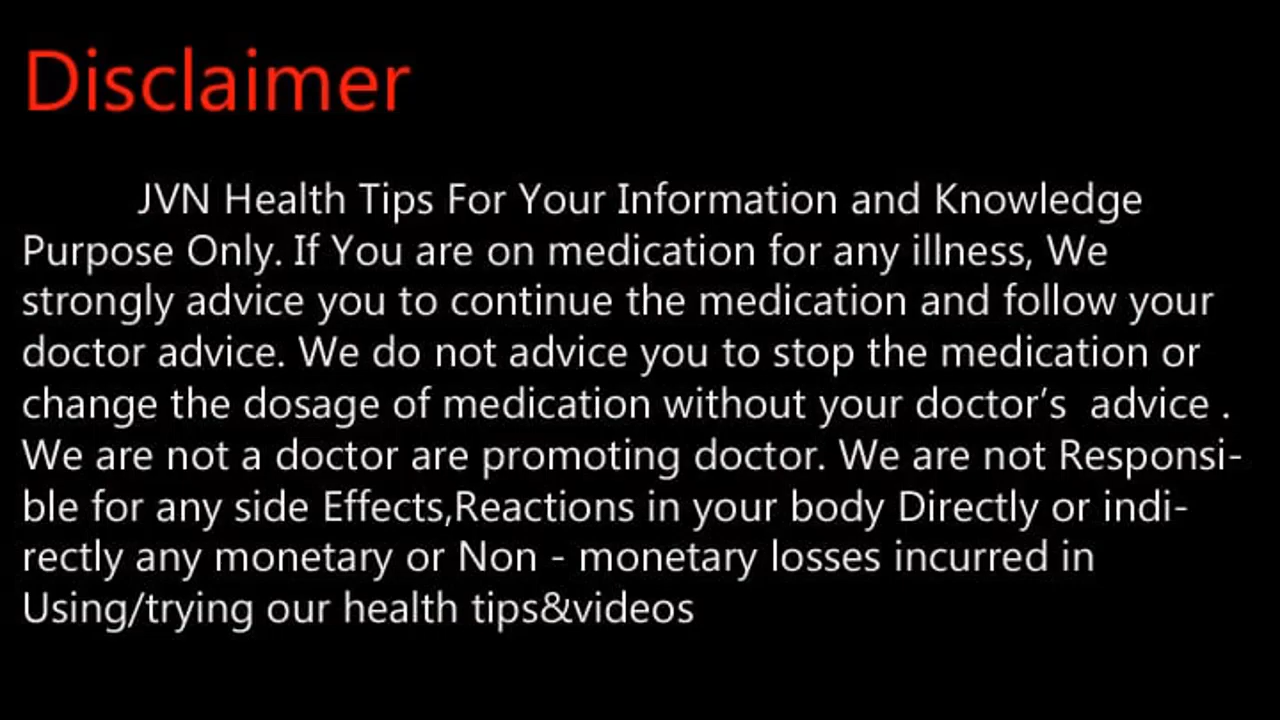 Disclaimer
JVN Health Tips For Your Information and Knowledge
Purpose Only. If You are on medication for any illness, We
strongly advice you to continue the medication and follow your
doctor advice. We do not advice you to stop the medication or
change the dosage of medication without your doctor’s  advice .
We are not a doctor are promoting doctor. We are not Responsi-
ble for any side Effects,Reactions in your body Directly or indi-
rectly any monetary or Non - monetary losses incurred in
Using/trying our health tips&videos